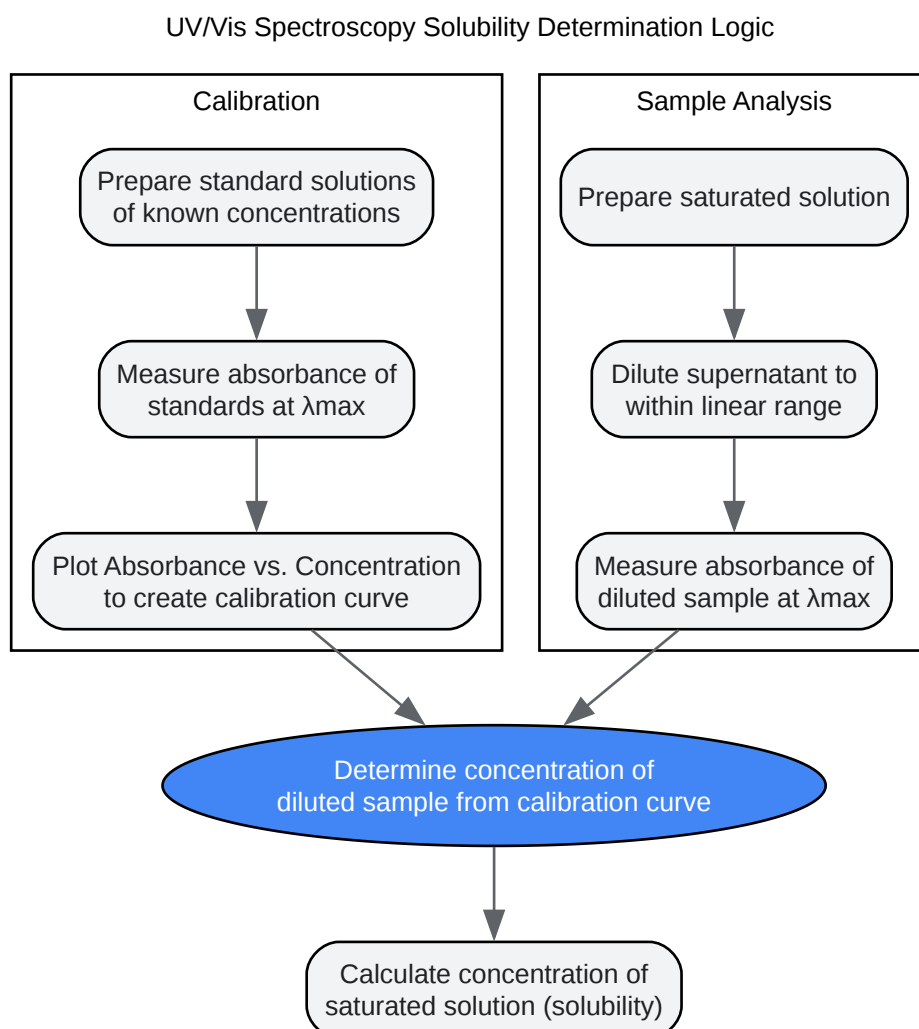 UV/Vis Spectroscopy Solubility Determination Logic
Calibration
Prepare standard solutions
of known concentrations
Measure absorbance of
standards at λmax
Plot Absorbance vs. Concentration
to create calibration curve
Sample Analysis
Prepare saturated solution
Dilute supernatant to
within linear range
Measure absorbance of
diluted sample at λmax
Determine concentration of
diluted sample from calibration curve
Calculate concentration of
saturated solution (solubility)